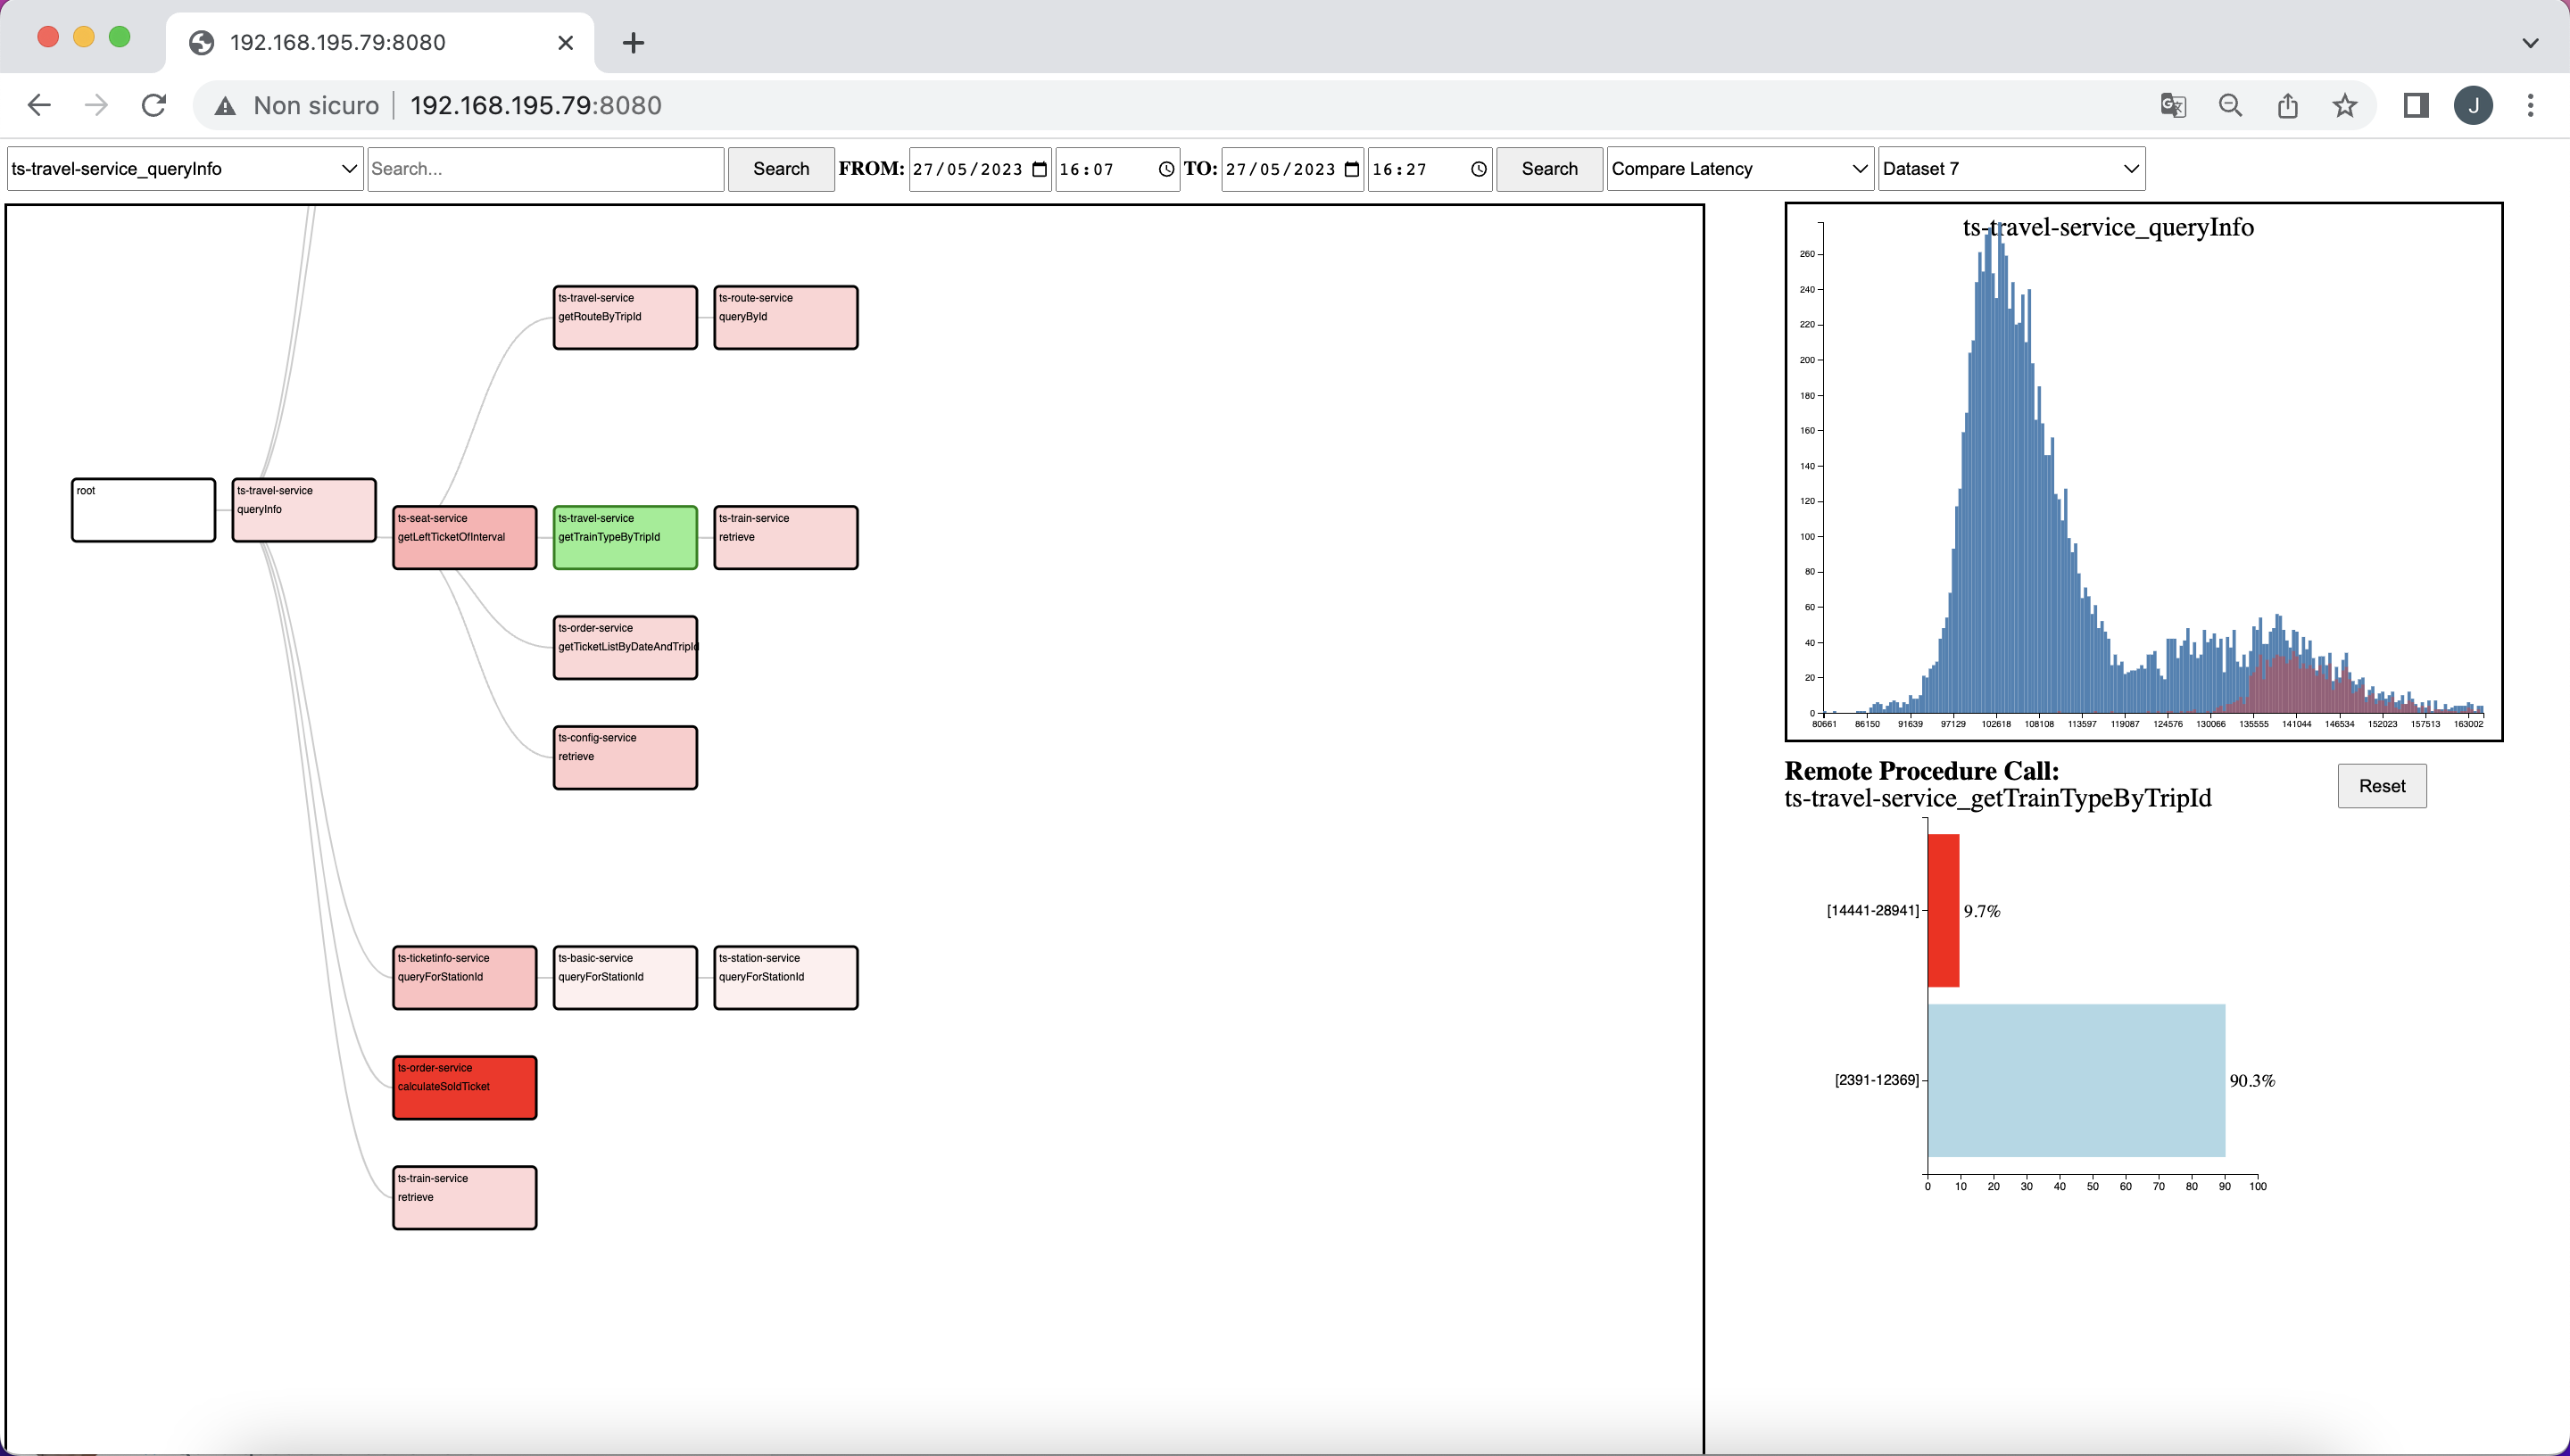 192.168.195.79:8080
Non sicuro 192.168.195.79:8080
J
ts-travel-service_queryInfo Search... Search FROM: 27/05/2023 16:07 TO: 27/05/2023 16:27 Search Compare Latency Dataset 7
root
ts-travel-service
queryInfo
ts-travel-service
getRouteByTripId
ts-route-service
queryById
ts-seat-service
getLeftTicketOfInterval
ts-travel-service
getTrainTypeByTripId
ts-train-service
retrieve
ts-order-service
getTicketListByDateAndTripId
ts-config-service
retrieve
ts-ticketinfo-service
queryForStationId
ts-basic-service
queryForStationId
ts-station-service
queryForStationId
ts-order-service
calculateSoldTicket
ts-train-service
retrieve
ts-travel-service_queryInfo
260
240
220
200
180
160
140
120
100
80
60
40
20
0
80661 86150 91639 97129 102618 108108 113597 119087 124576 130066 135555 141044 146534 152023 157513 163002
Remote Procedure Call:
ts-travel-service_getTrainTypeByTripId
Reset
[14441-28941] 9.7%
[2391-12369] 90.3%
0 10 20 30 40 50 60 70 80 90 100